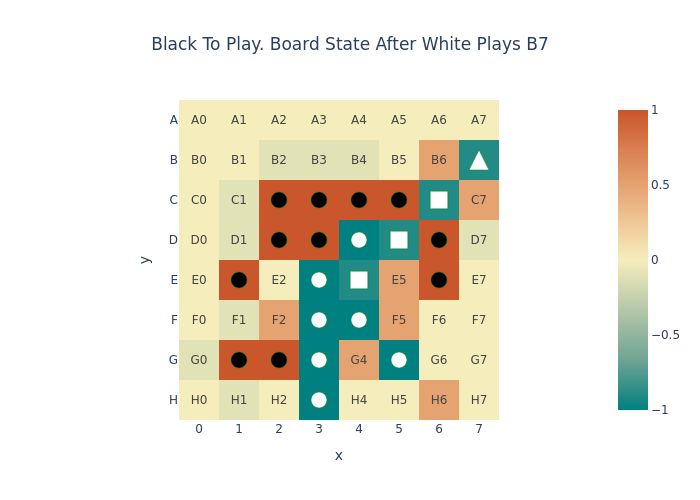 Black To Play. Board State After White Plays B7
A A0 A1 A2 A3 A4 A5 A6 A7
B B0 B1 B2 B3 B4 B5 B6
C C0 C1 C7
D D0 D1 D7
E E0 E2 E5 E7
F F0 F1 F2 F5 F6 F7
G G0 G4 G6 G7
H H0 H1 H2 H4 H5 H6 H7
0 1 2 3 4 5 6 7
x
y
1
0.5
0
−0.5
−1